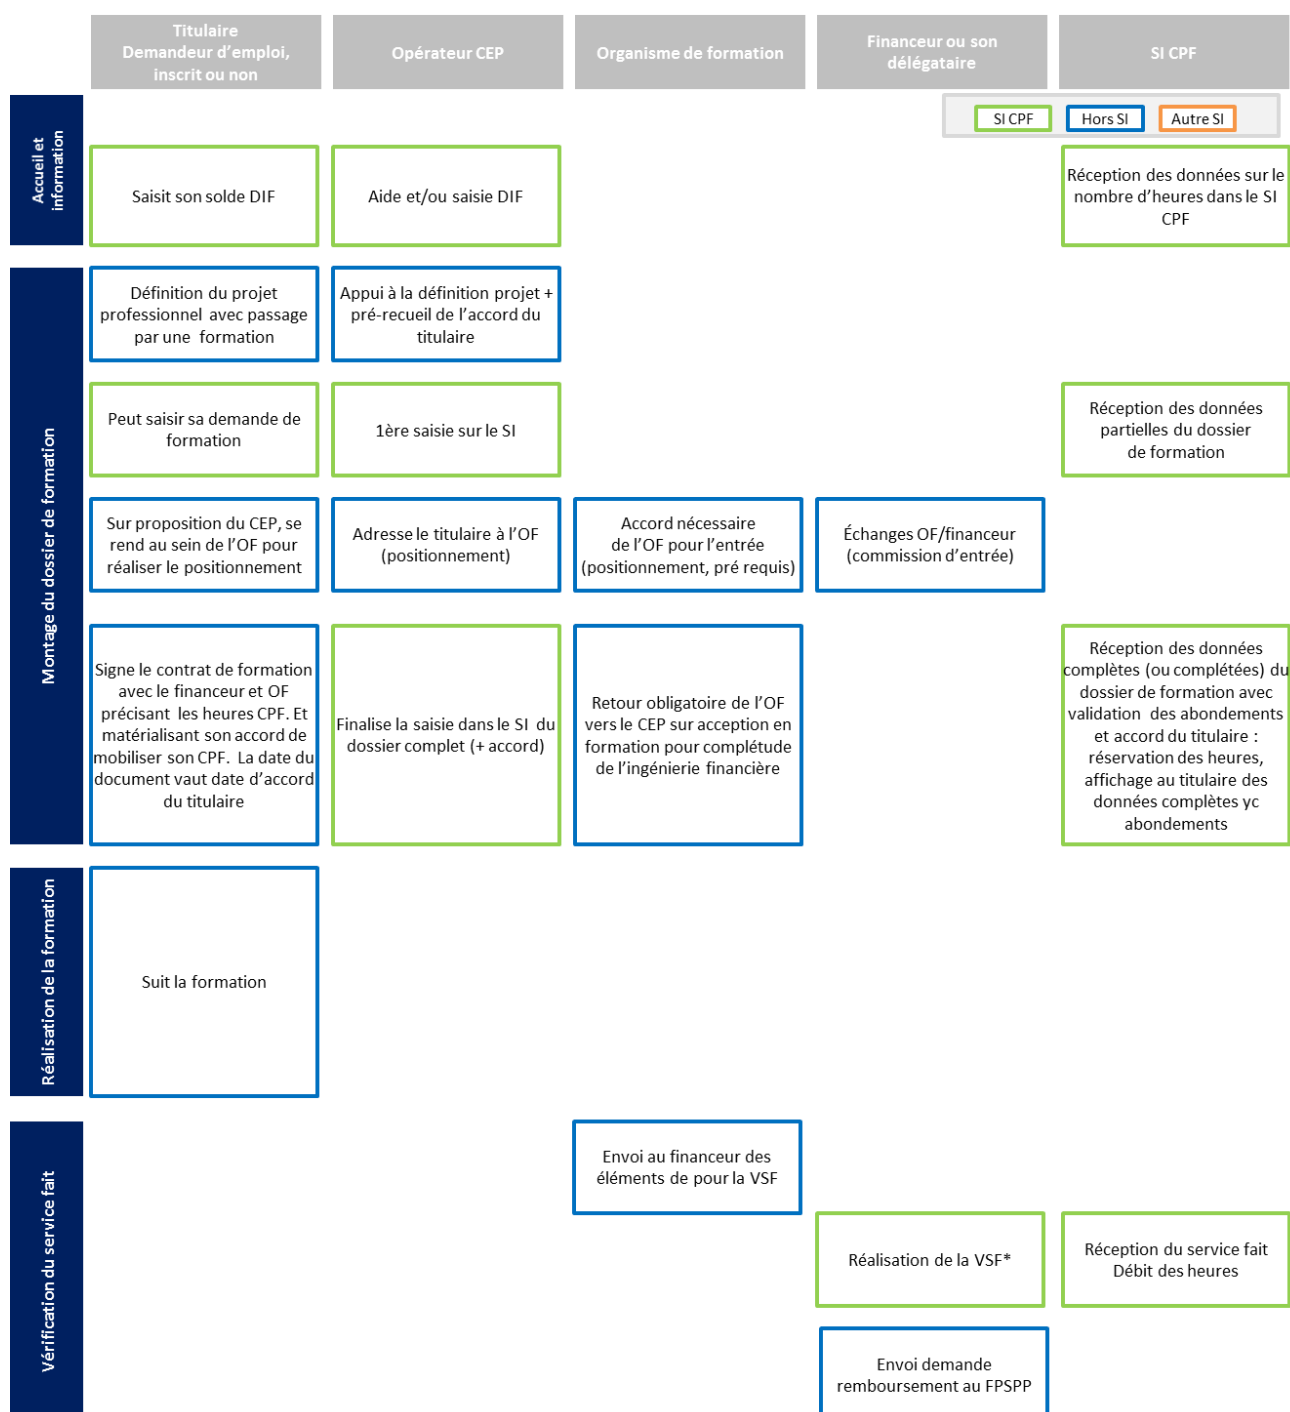 Titulaire
Demandeur d'emploi,
inscrit ou non
Opérateur CEP
Organisme de formation
Financeur ou son
délégataire
SI CPF
SI CPF
Hors SI
Autre SI
Accueil et
information
Saisit son solde DIF
Aide et/ou saisie DIF
Réception des données sur le
nombre d'heures dans le SI
CPF
Montage du dossier de formation
Définition du projet
professionnel avec passage
par une formation
Appui à la définition projet +
pré-recueil de l'accord du
titulaire
Peut saisir sa demande de
formation
1ère saisie sur le SI
Réception des données
partielles du dossier
de formation
Sur proposition du CEP, se
rend au sein de l'OF pour
réaliser le positionnement
Adresse le titulaire à l'OF
(positionnement)
Accord nécessaire
de l'OF pour l'entrée
(positionnement, pré requis)
Échanges OF/financeur
(commission d'entrée)
Signe le contrat de formation
avec le financeur et OF
précisant les heures CPF. Et
matérialisant son accord de
mobiliser son CPF. La date du
document vaut date d'accord
du titulaire
Finalise la saisie dans le SI du
dossier complet (+ accord)
Retour obligatoire de l'OF
vers le CEP sur acception en
formation pour complétude
de l'ingénierie financière
Réception des données
complètes (ou complétées) du
dossier de formation avec
validation des abondements
et accord du titulaire :
réservation des heures,
affichage au titulaire des
données complètes yc
abondements
Réalisation de la formation
Suit la formation
Vérification du service fait
Envoi au financeur des
éléments de pour la VSF
Réalisation de la VSF*
Réception du service fait
Débit des heures
Envoi demande
remboursement au FPSPP